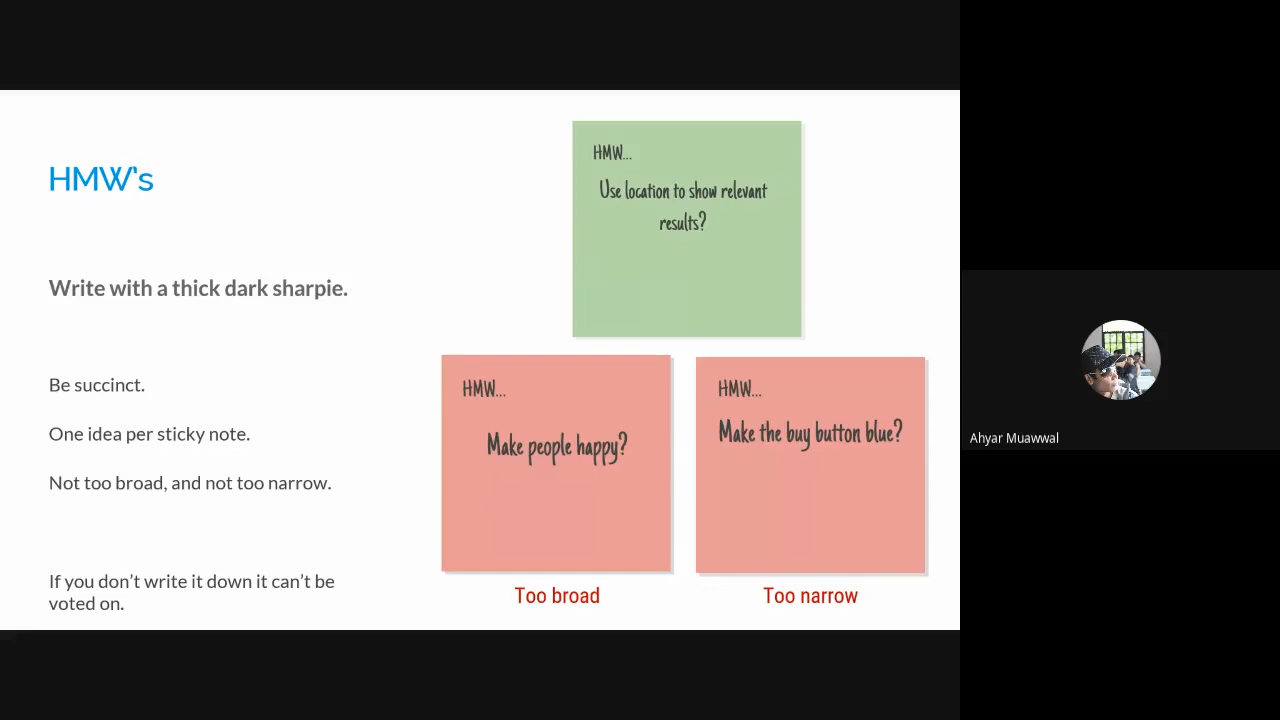 HMW's
Write with a thick dark sharpie.
Be succinct.
One idea per sticky note.
Not too broad, and not too narrow.
If you don’t write it down it can’t be
voted on.
HMW...
Use location to show relevant
results?
HMW...
Make people happy?
Too broad
HMW...
Make the buy button blue?
Too narrow
Ahyar Muawwal